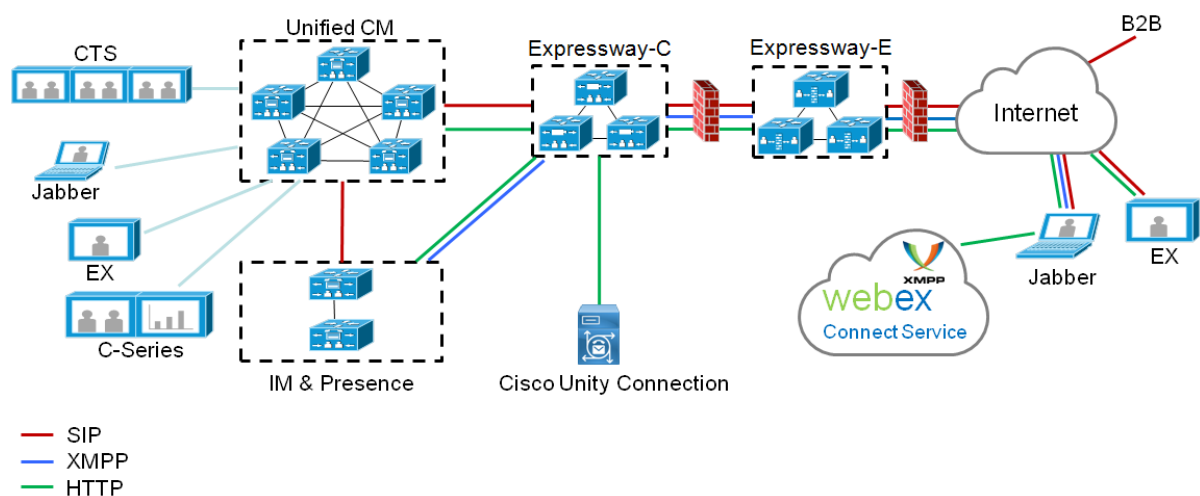 Unified CM
CTS
Expressway-C
Expressway-E
B2B
Internet
Jabber
EX
C-Series
IM & Presence
Cisco Unity Connection
XMPP
webex
Connect Service
Jabber
EX
SIP
XMPP
HTTP